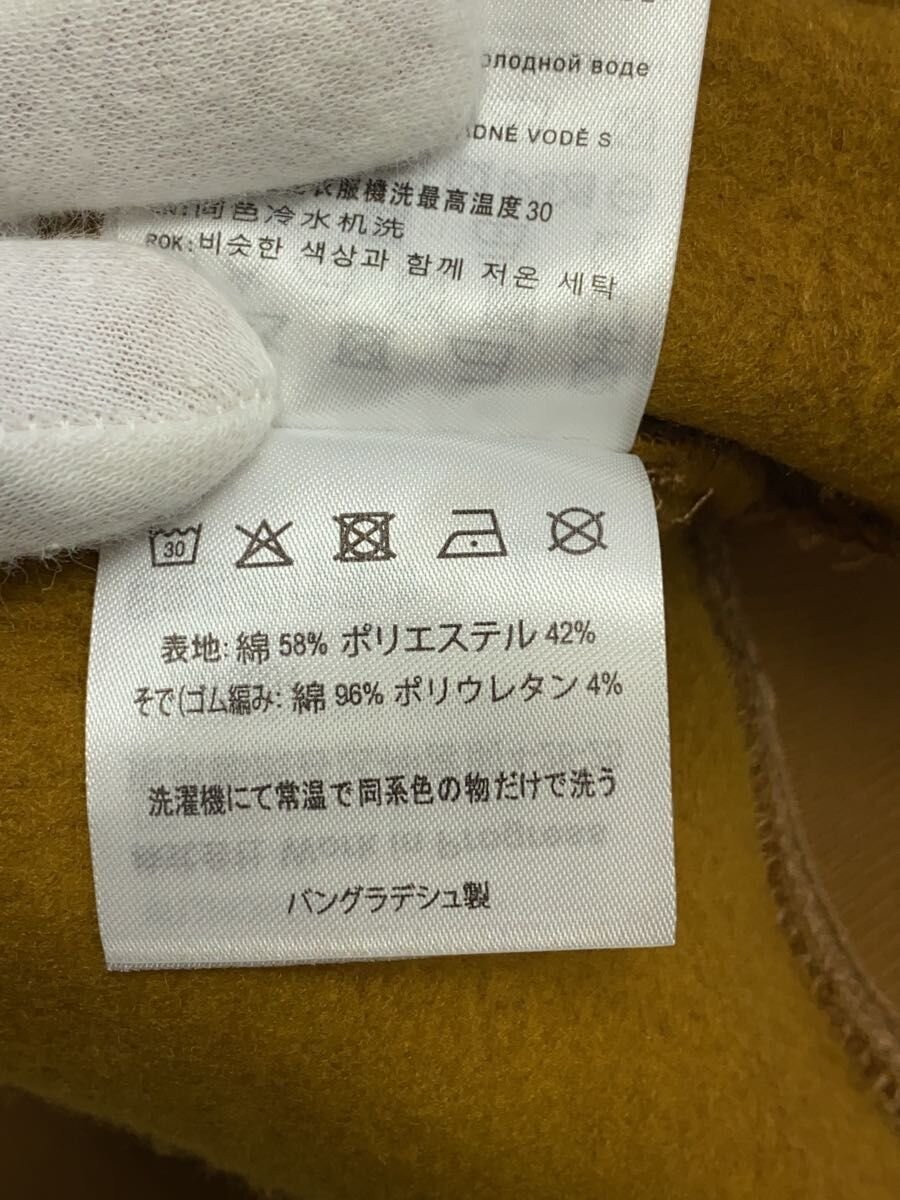 олодной воде
ADNÉ VODĚ S
衣服機洗最高温度30
同色冷水机洗
ROK: 비슷한 색상과 함께 저온 세탁
30
表地: 綿 58% ポリエステル 42%
そで(ゴム編み: 綿 96% ポリウレタン 4%
洗濯機にて常温で同系色の物だけで洗う
バングラデシュ製